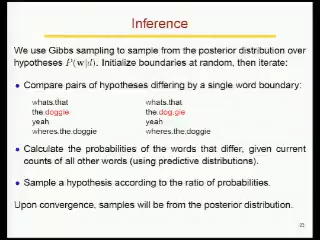 Inference
We use Gibbs sampling to sample from the posterior distribution over
hypotheses P(w|d). Initialize boundaries at random, then iterate:
• Compare pairs of hypotheses differing by a single word boundary:
whats.that whats.that
the.doggie the.dog.gie
yeah yeah
wheres.the.doggie wheres.the.doggie
• Calculate the probabilities of the words that differ, given current
counts of all other words (using predictive distributions).
• Sample a hypothesis according to the ratio of probabilities.
Upon convergence, samples will be from the posterior distribution.